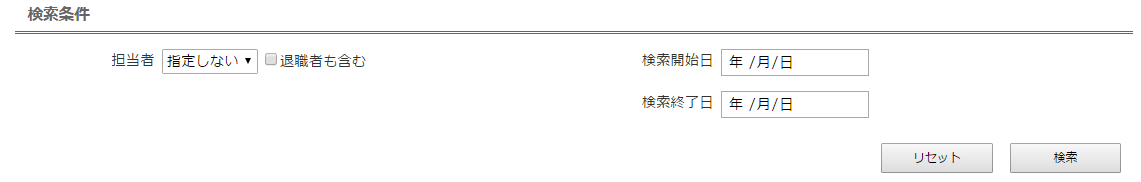 検索条件
担当者 指定しない ▼ 退職者も含む 検索開始日 年 /月/日
検索終了日 年 /月/日
リセット 検索